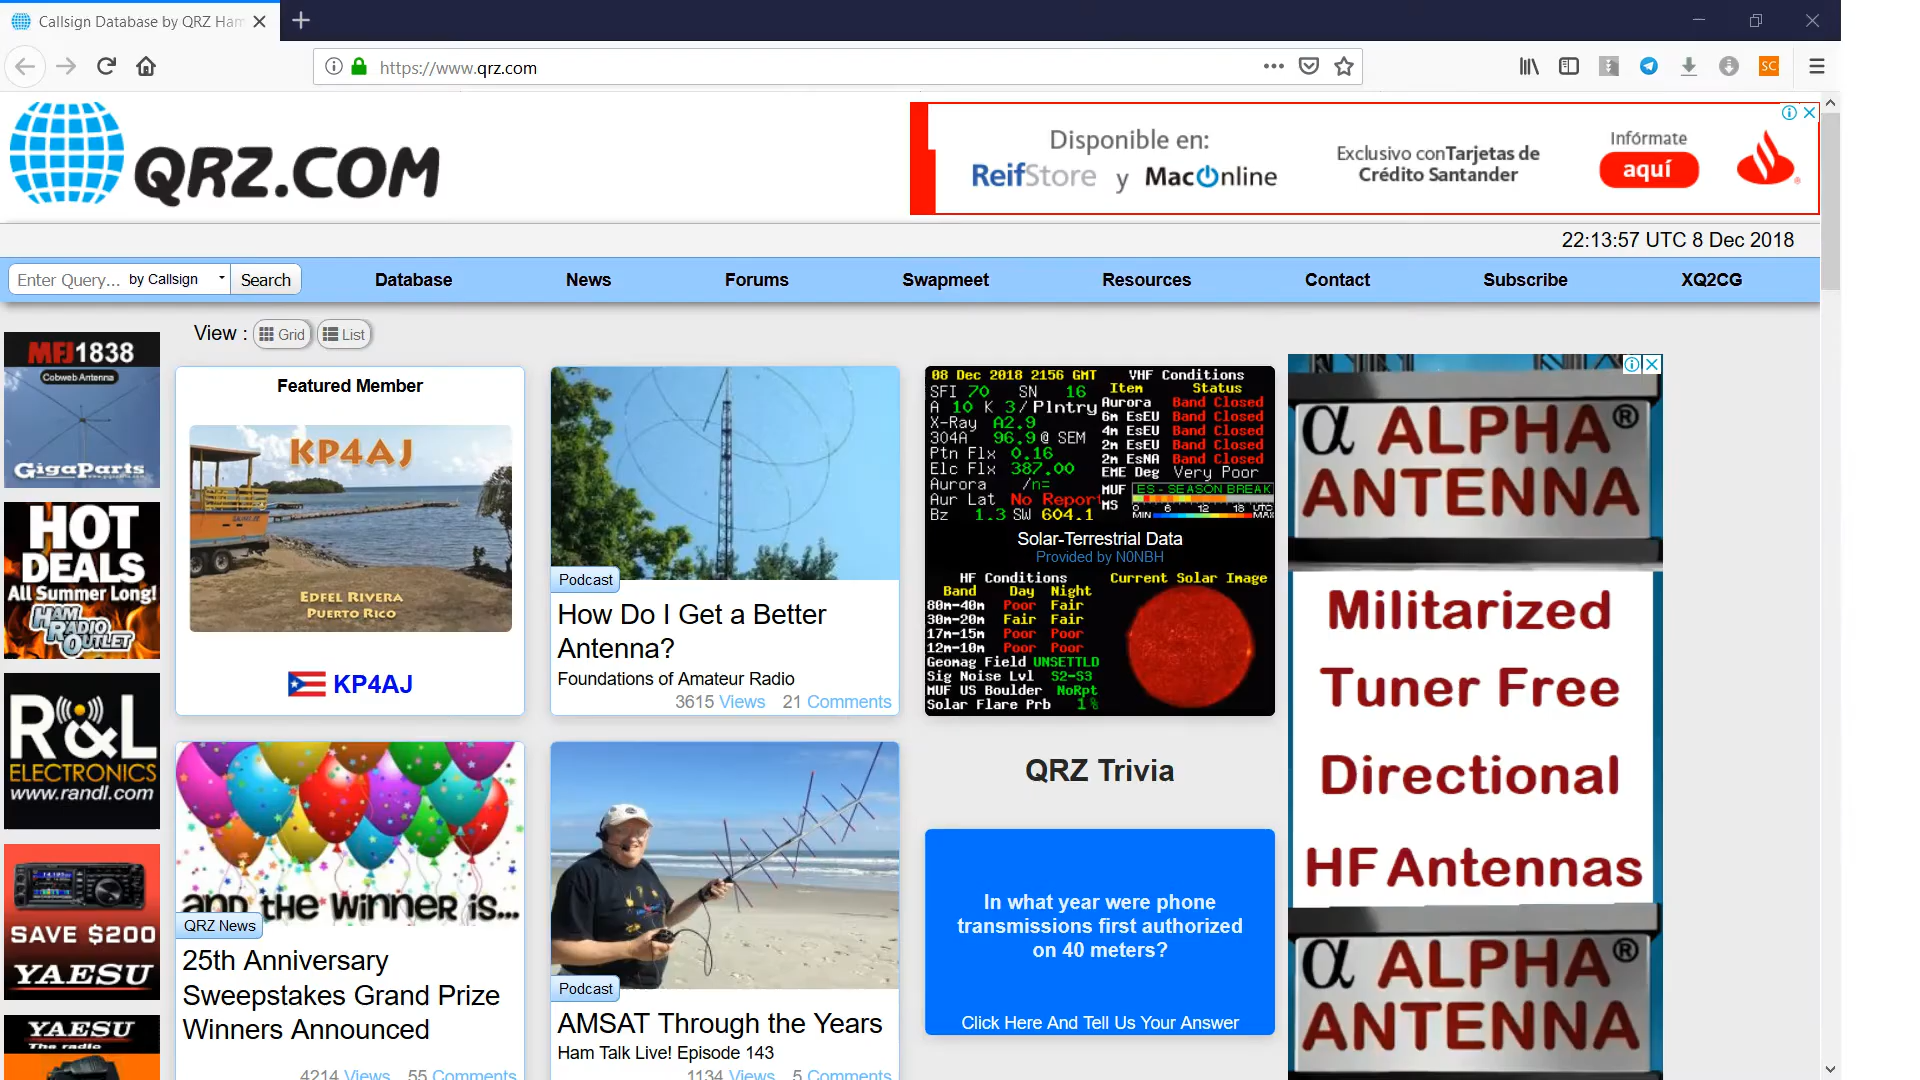 Callsign Database by QRZ Ham
https://www.qrz.com
SC
QRZ.COM
Disponible en:
ReifStore y MacOnline
Exclusivo con Tarjetas de
Crédito Santander
Infórmate
aquí
22:13:57 UTC 8 Dec 2018
Enter Query... by Callsign Search Database News Forums Swapmeet Resources Contact Subscribe XQ2CG
View : Grid List
MFJ1838
Cobweb Antenna
GigaParts
HOT
DEALS
All Summer Long!
HAM
RADIO
OUTLET
R&L
ELECTRONICS
www.randl.com
SAVE $200
YAESU
YAESU
The radio
Featured Member
KP4AJ
EDFEL RIVERA
PUERTO RICO
KP4AJ
Podcast
How Do I Get a Better
Antenna?
Foundations of Amateur Radio
3615 Views 21 Comments
08 Dec 2018 2156 GMT
SFI 70 SN 16
A 10 K 3/Plntry
X-Ray A2.9
304A 96.9 @ SEM
Ptn Flx 0.16
Elc Flx 387.00
Aurora /n=
Aur Lat No Report
Bz 1.3 SW 604.1
VHF Conditions
Item Status
Aurora Band Closed
6m EsEU Band Closed
4m EsEU Band Closed
2m EsEU Band Closed
2m EsNA Band Closed
EME Deg Very Poor
MUF ES - SEASON BREAK
MS 0 6 12 18 UTC
MIN MAX
Solar-Terrestrial Data
Provided by N0NBH
HF Conditions
Band Day Night
80m-40m Poor Fair
30m-20m Fair Fair
17m-15m Poor Poor
12m-10m Poor Poor
Geomag Field UNSETTLD
Sig Noise Lvl S2-S3
MUF US Boulder NoRpt
Solar Flare Prb 1%
Current Solar Image
α ALPHA®
ANTENNA
Militarized
Tuner Free
Directional
HF Antennas
α ALPHA®
ANTENNA
and the Winner is...
QRZ News
25th Anniversary
Sweepstakes Grand Prize
Winners Announced
4214 Views 55 Comments
Podcast
AMSAT Through the Years
Ham Talk Live! Episode 143
1134 Views 5 Comments
QRZ Trivia
In what year were phone
transmissions first authorized
on 40 meters?
Click Here And Tell Us Your Answer